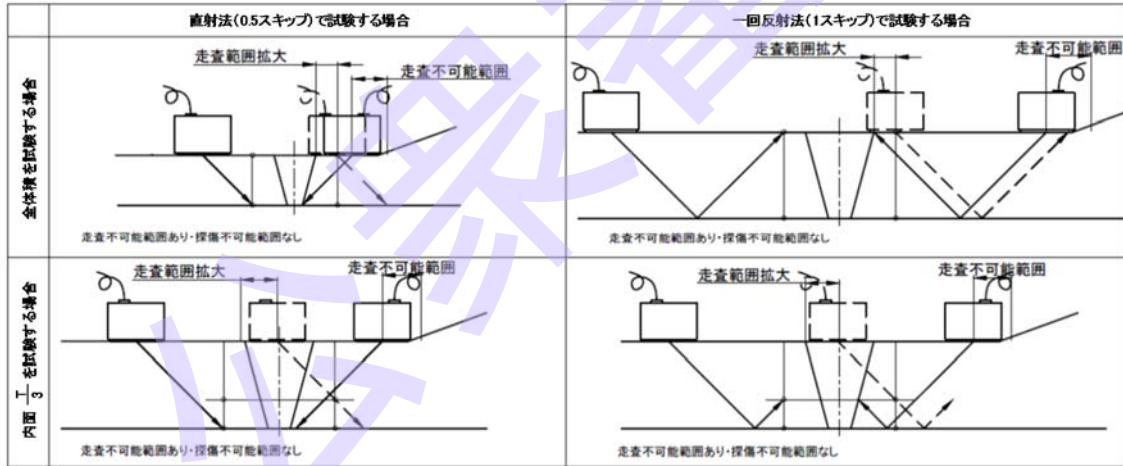 直射法(0.5スキップ)で試験する場合
一回反射法(1スキップ)で試験する場合
全体積を試験する場合
走査範囲拡大
走査不可能範囲
走査不可能範囲あり・探傷不可能範囲なし
走査範囲拡大
走査不可能範囲
走査不可能範囲あり・探傷不可能範囲なし
内面 T/3 を試験する場合
走査範囲拡大
走査不可能範囲
走査不可能範囲あり・探傷不可能範囲なし
走査範囲拡大
走査不可能範囲
走査不可能範囲あり・探傷不可能範囲なし